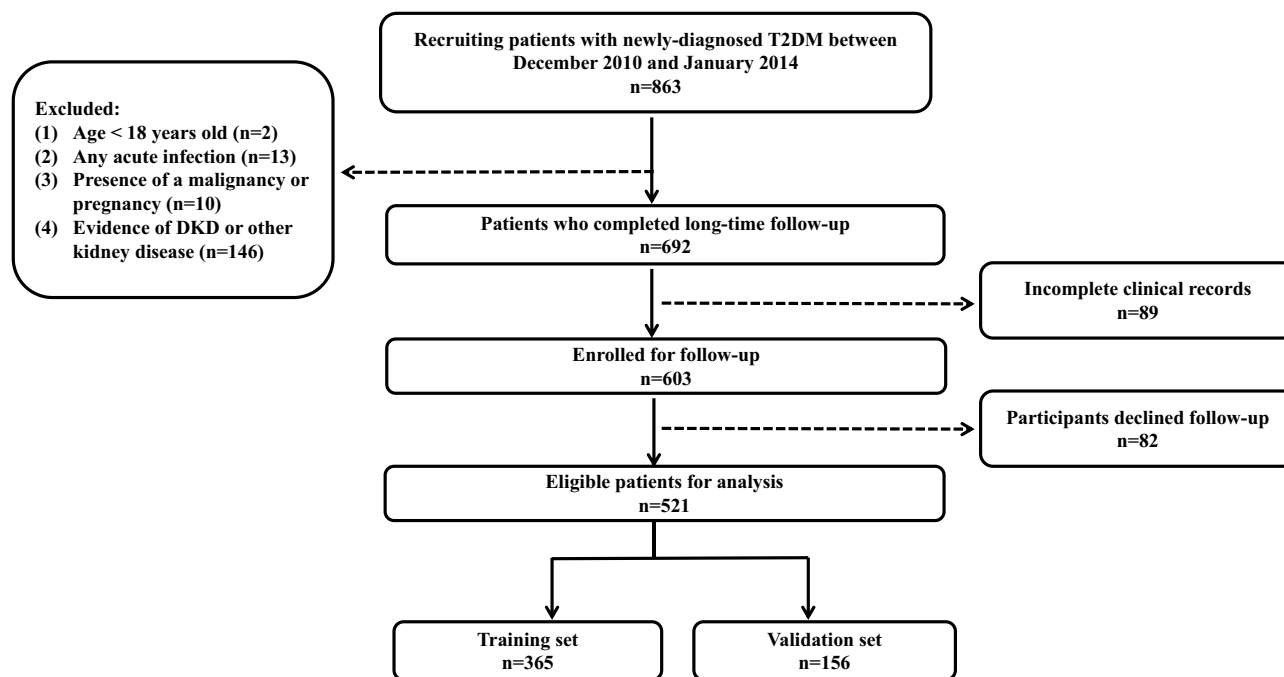 Recruiting patients with newly-diagnosed T2DM between
December 2010 and January 2014
n=863
Excluded:
(1) Age < 18 years old (n=2)
(2) Any acute infection (n=13)
(3) Presence of a malignancy or
pregnancy (n=10)
(4) Evidence of DKD or other
kidney disease (n=146)
Patients who completed long-time follow-up
n=692
Incomplete clinical records
n=89
Enrolled for follow-up
n=603
Participants declined follow-up
n=82
Eligible patients for analysis
n=521
Training set
n=365
Validation set
n=156